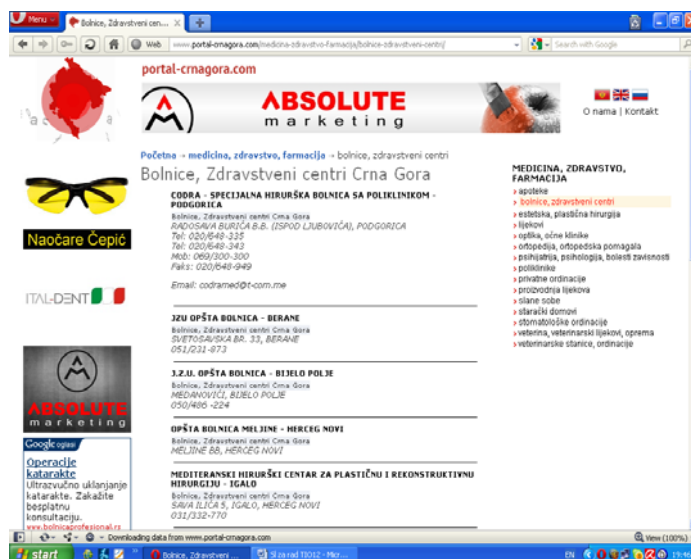 Menu
Bolnice, Zdravstveni cen...
Web
www.portal-crnagora.com/medicina-zdravstvo-farmacija/bolnice-zdravstveni-centri/
Search with Google
portal-crnagora.com
ABSOLUTE
marketing
O nama | Kontakt
Početna → medicina, zdravstvo, farmacija → bolnice, zdravstveni centri
Bolnice, Zdravstveni centri Crna Gora
CODRA - SPECIJALNA HIRURŠKA BOLNICA SA POLIKLINIKOM -
PODGORICA
Bolnice, Zdravstveni centri Crna Gora
RADOSAVA BURIĆA B.B. (ISPOD LJUBOVIĆA), PODGORICA
Tel: 020/648-335
Tel: 020/648-343
Mob: 069/300-300
Faks: 020/648-949
Email: codramed@t-com.me
JZU OPŠTA BOLNICA - BERANE
Bolnice, Zdravstveni centri Crna Gora
SVETOSAVSKA BR. 33, BERANE
051/231-873
J.Z.U. OPŠTA BOLNICA - BIJELO POLJE
Bolnice, Zdravstveni centri Crna Gora
MEDANOVIĆI, BIJELO POLJE
050/486 -224
OPŠTA BOLNICA MELJINE - HERCEG NOVI
Bolnice, Zdravstveni centri Crna Gora
MELJINE BB, HERCEG NOVI
MEDITERANSKI HIRURŠKI CENTAR ZA PLASTIČNU I REKONSTRUKTIVNU
HIRURGIJU - IGALO
Bolnice, Zdravstveni centri Crna Gora
SAVA ILIĆA 5, IGALO, HERCEG NOVI
031/332-770
MEDICINA, ZDRAVSTVO,
FARMACIJA
apoteke
bolnice, zdravstveni centri
estetska, plastična hirurgija
lijekovi
optika, očne klinike
ortopedija, ortopedska pomagala
psihijatrija, psihologija, bolesti zavisnosti
poliklinike
privatne ordinacije
proizvodnja lijekova
slane sobe
starački domovi
stomatološke ordinacije
veterina, veterinarski lijekovi, oprema
veterinarske stanice, ordinacije
Naočare Čepić
ITAL-DENT
ABSOLUTE
marketing
Google oglasi
Operacije
katarakte
Ultrazvučno uklanjanje
katarakte. Zakažite
besplatnu
konsultaciju.
www.bolnicaprofesional.rs
Downloading data from www.portal-crnagora.com
View (100%)
start
Bolnice, Zdravstveni ...
Sl za rad TIO12 - Micr...
EN